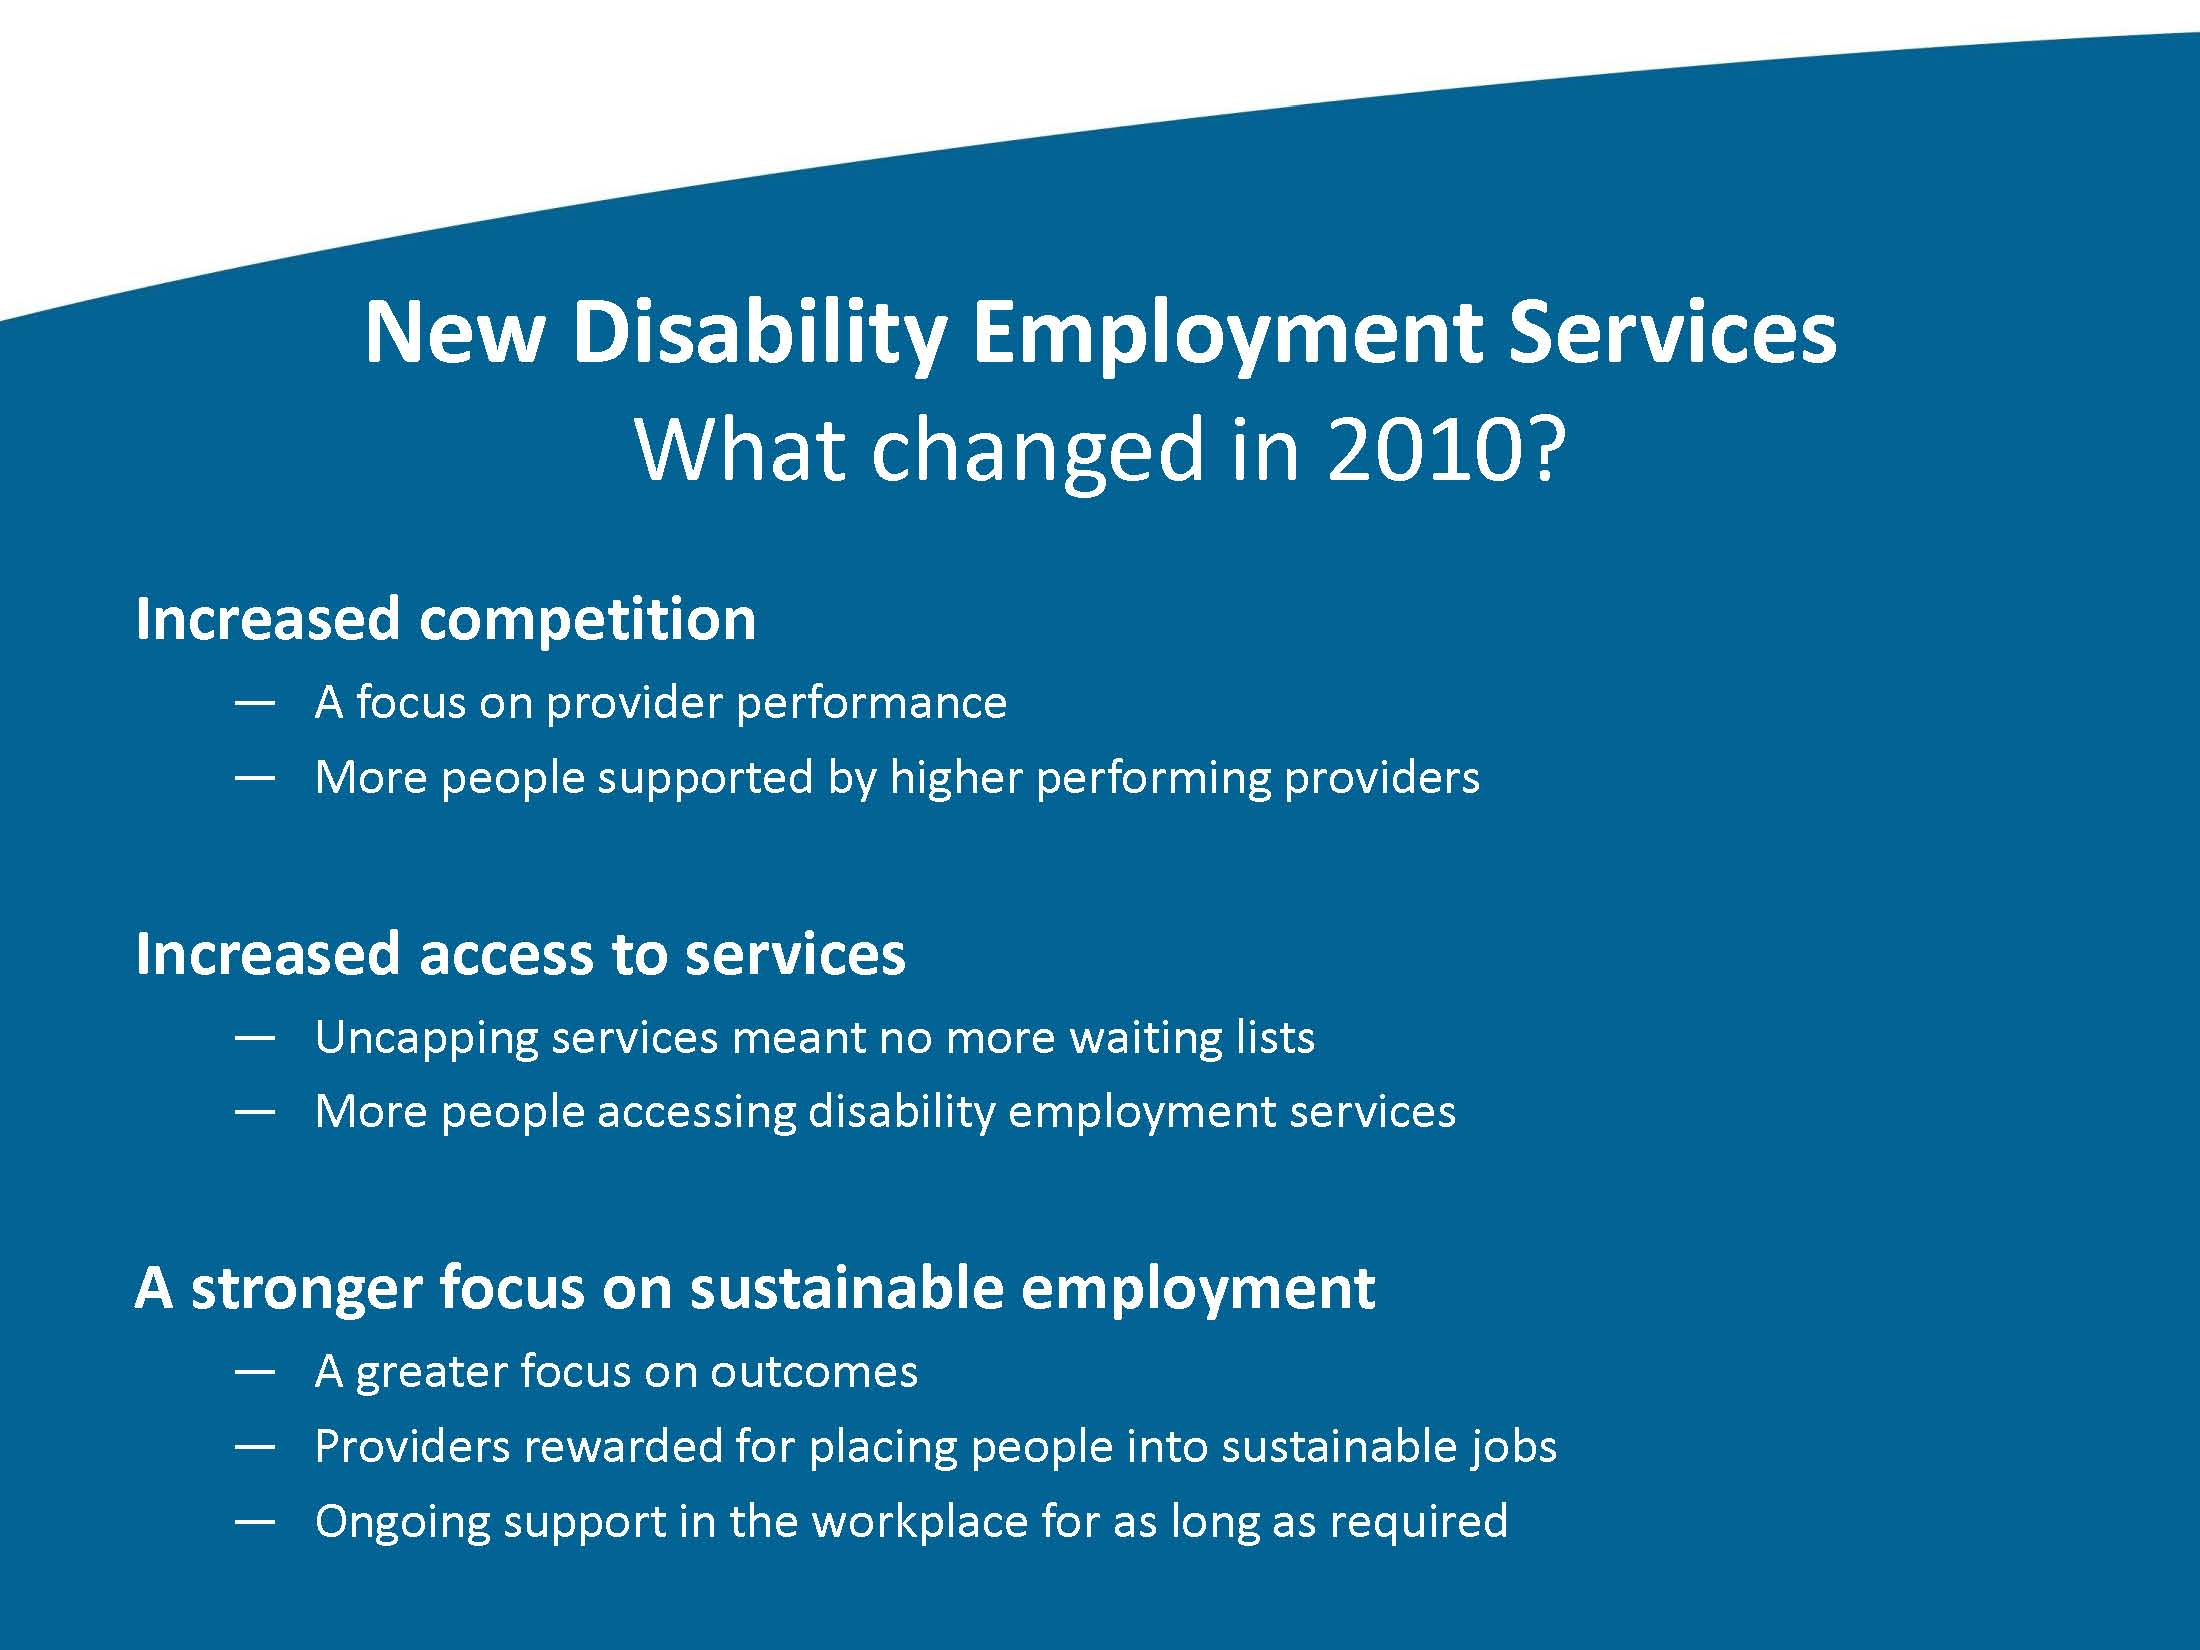 New Disability Employment Services
What changed in 2010?
Increased competition
— A focus on provider performance
— More people supported by higher performing providers
Increased access to services
— Uncapping services meant no more waiting lists
— More people accessing disability employment services
A stronger focus on sustainable employment
— A greater focus on outcomes
— Providers rewarded for placing people into sustainable jobs
— Ongoing support in the workplace for as long as required